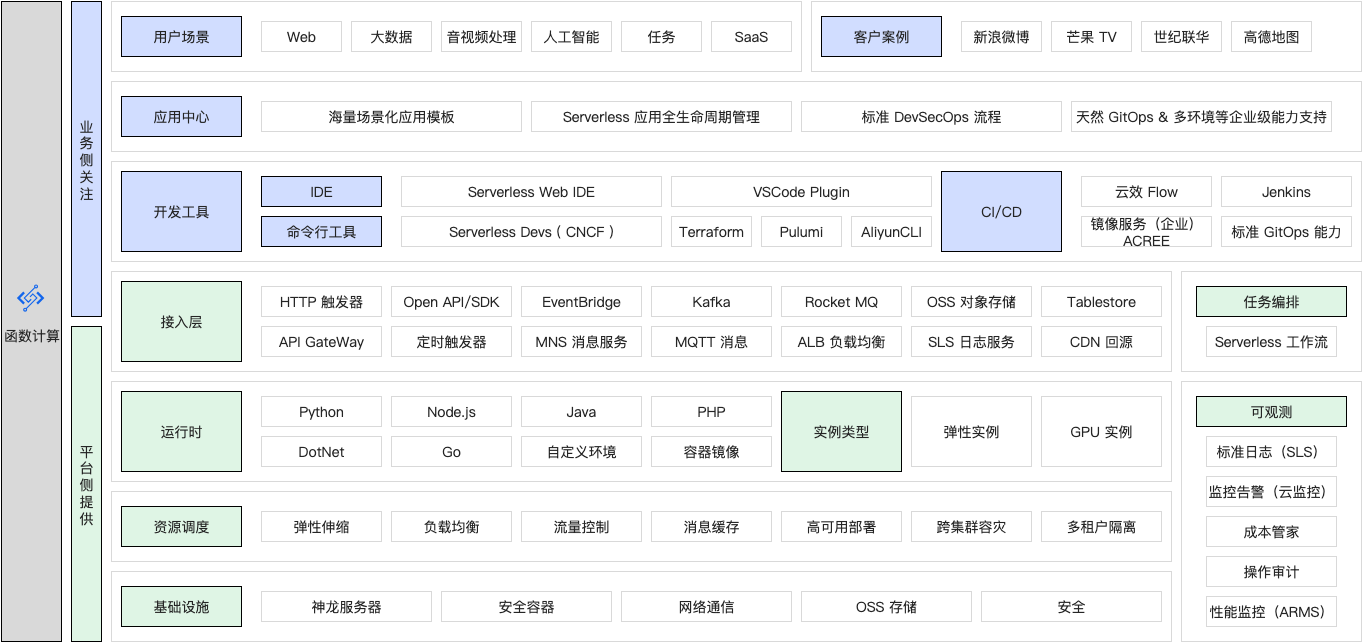 函数计算
业务侧关注
平台侧提供
用户场景
Web
大数据
音视频处理
人工智能
任务
SaaS
客户案例
新浪微博
芒果 TV
世纪联华
高德地图
应用中心
海量场景化应用模板
Serverless 应用全生命周期管理
标准 DevSecOps 流程
天然 GitOps & 多环境等企业级能力支持
开发工具
IDE
Serverless Web IDE
VSCode Plugin
命令行工具
Serverless Devs ( CNCF )
Terraform
Pulumi
AliyunCLI
CI/CD
云效 Flow
Jenkins
镜像服务（企业）
ACREE
标准 GitOps 能力
接入层
HTTP 触发器
Open API/SDK
EventBridge
Kafka
Rocket MQ
OSS 对象存储
Tablestore
API GateWay
定时触发器
MNS 消息服务
MQTT 消息
ALB 负载均衡
SLS 日志服务
CDN 回源
任务编排
Serverless 工作流
运行时
Python
Node.js
Java
PHP
DotNet
Go
自定义环境
容器镜像
实例类型
弹性实例
GPU 实例
可观测
标准日志（SLS）
监控告警（云监控）
成本管家
操作审计
性能监控（ARMS）
资源调度
弹性伸缩
负载均衡
流量控制
消息缓存
高可用部署
跨集群容灾
多租户隔离
基础设施
神龙服务器
安全容器
网络通信
OSS 存储
安全